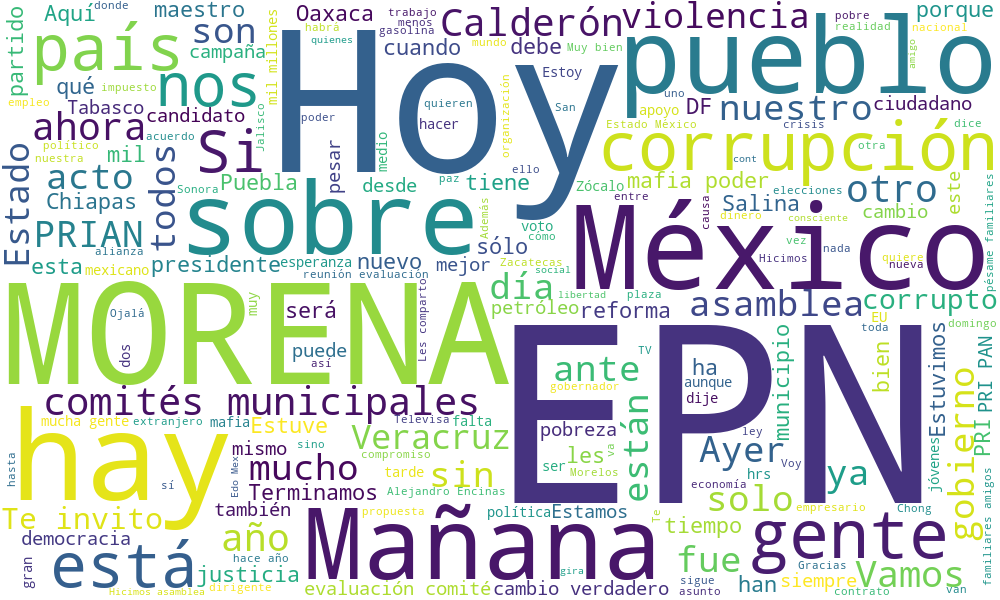 Hoy
EPN
MORENA
México
hay
Mañana
pueblo
sobre
corrupción
gente
país
nos
Si
está
Calderón
violencia
son
Aquí
donde
maestro
Oaxaca
habrá
quienes
trabajo
menos
gasolina
mundo
Muy bien
pobre
realidad
porque
nacional
amigo
partido
campaña
cuando
debe
mil millones
empleo
impuesto
qué
Tabasco
candidato
poder
quieren
hacer
Estoy
San
uno
apoyo
DF
nuestro
ciudadano
Estado México
crisis
dice
ahora
acuerdo
político
nuestra
mil
todos
Jalisco
pesar
medio
organización
ello
cont
otra
Estado
acto
Chiapas
Sonora
Puebla
desde
paz
tiene
Zócalo
mafia poder
entre
causa
Salina
elecciones
otro
este
PRIAN
alianza
esperanza
Además
voto
cómo
dinero
consciente
cambio
pésame familiares
esta
mexicano
presidente
reunión
evaluación
nuevo
mejor
sólo
Zacatecas
social
Hicimos
vez
nada
quiere
nueva
día
libertad
plaza
petróleo
reforma
asamblea
corrupto
Ojalá
muy
será
Les comparto
EU
toda
domingo
dos
puede
así
TV
ha
aunque
dije
ante
gobernador
municipio
bien
Estuvimos
PRI PRI PAN
comités municipales
mucha gente
extranjero
mafia
Televisa
falta
Estuve
compromiso
Veracruz
pobreza
les
va
están
Ayer
ley
ya
gobierno
jóvenes
hasta
sí
mismo
sino
mucho
Edo Mex
Terminamos
tarde
sin
ser
Morelos
economía
Voy
hrs
solo
empresario
Te invito
también
Alejandro Encinas
política
Estamos
Te
tiempo
Chong
familiares amigos
democracia
año
propuesta
gran
hace año
justicia
gira
fue
sigue
asunto
Gracias
han
siempre
Vamos
Hicimos asamblea
dirigente
evaluación comité
cambio verdadero
contrato
van